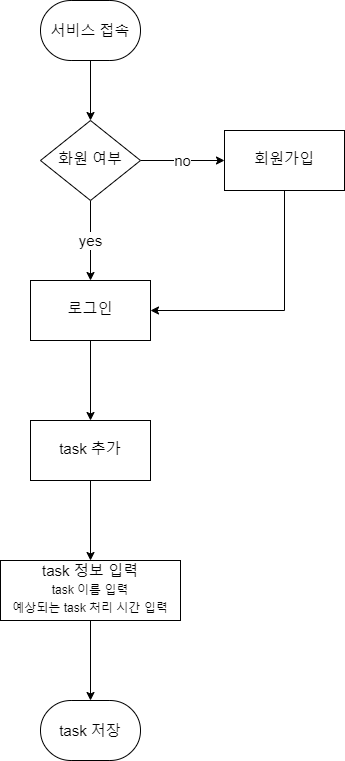 서비스 접속
화원 여부
no
회원가입
yes
로그인
task 추가
task 정보 입력
task 이름 입력
예상되는 task 처리 시간 입력
task 저장